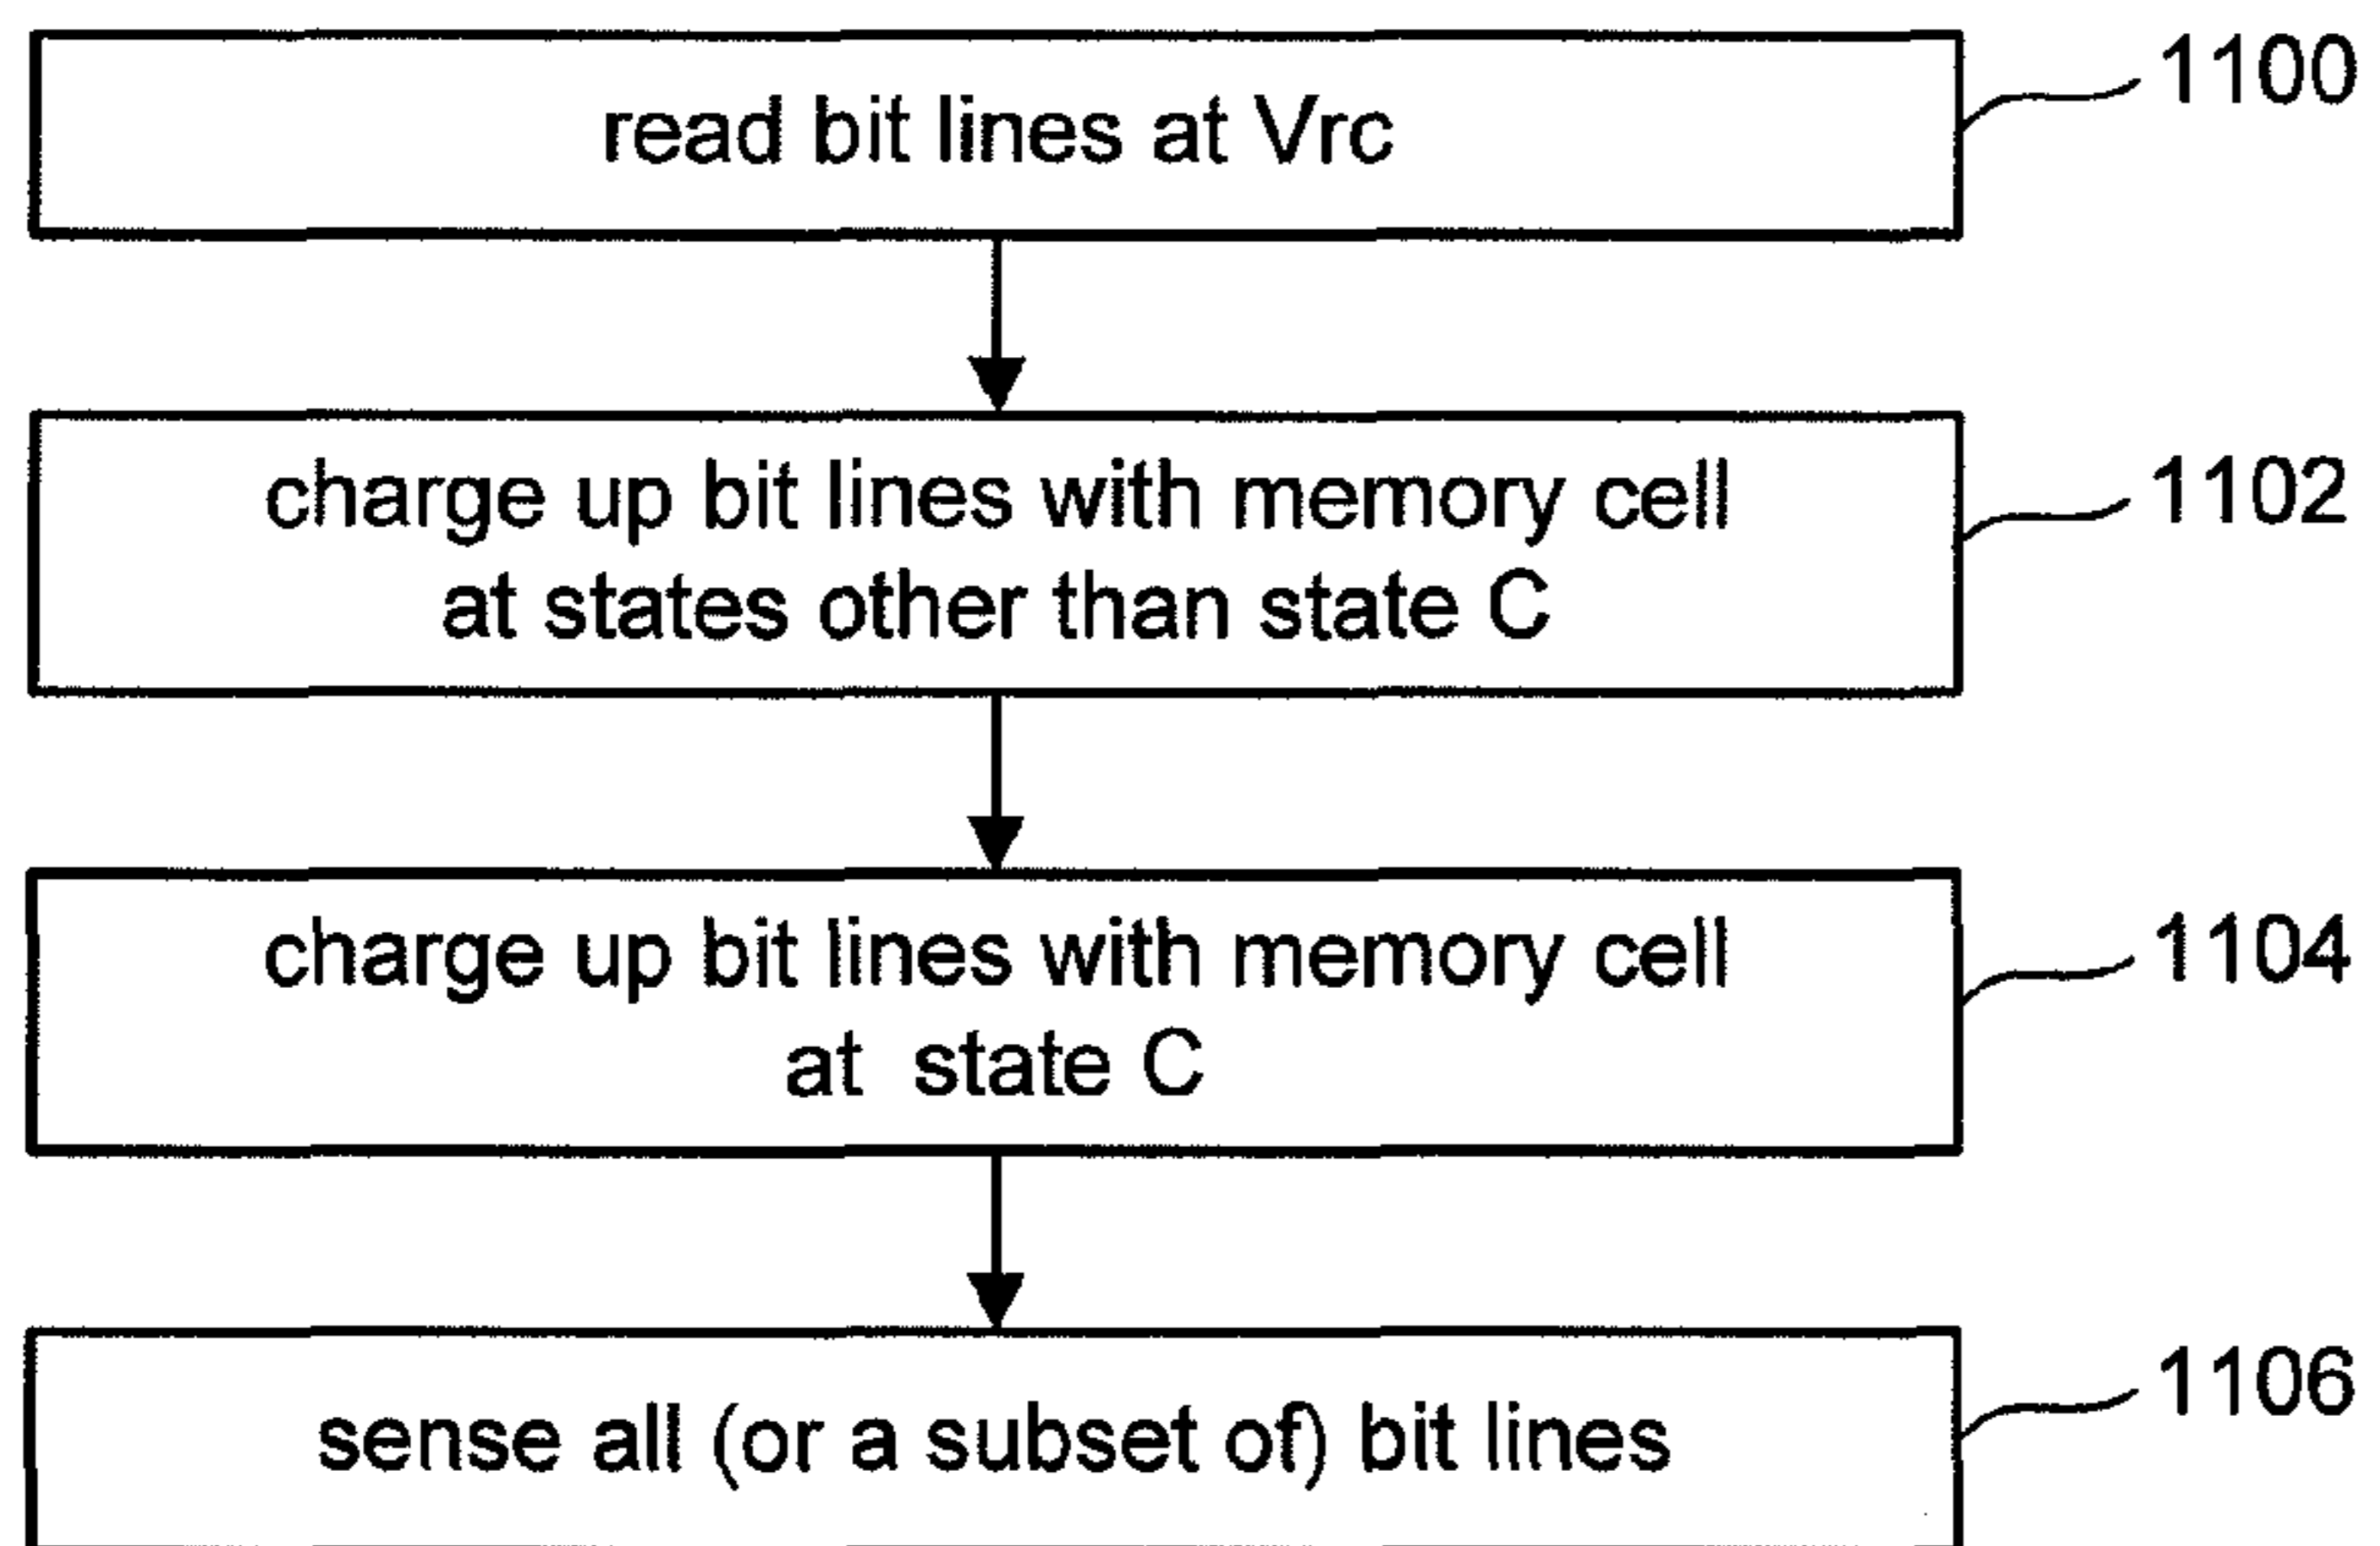 read bit lines at Vrc
1100
charge up bit lines with memory cell
at states other than state C
1102
charge up bit lines with memory cell
at state C
1104
sense all (or a subset of) bit lines
1106